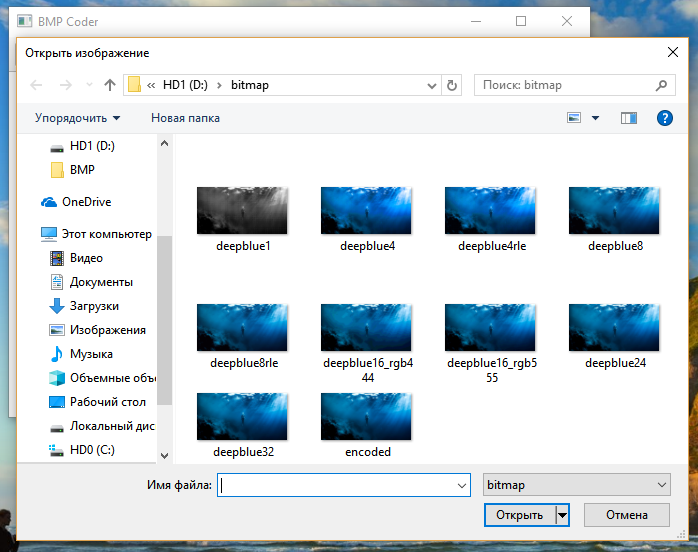 BMP Coder
Открыть изображение
« HD1 (D:) › bitmap
Поиск: bitmap
Упорядочить
Новая папка
HD1 (D:)
BMP
OneDrive
Этот компьютер
Видео
Документы
Загрузки
Изображения
Музыка
Объемные объе
Рабочий стол
Локальный дис
HD0 (C:)
deepblue1
deepblue4
deepblue4rle
deepblue8
deepblue8rle
deepblue16_rgb4
44
deepblue16_rgb5
55
deepblue24
deepblue32
encoded
Имя файла:
bitmap
Открыть
Отмена